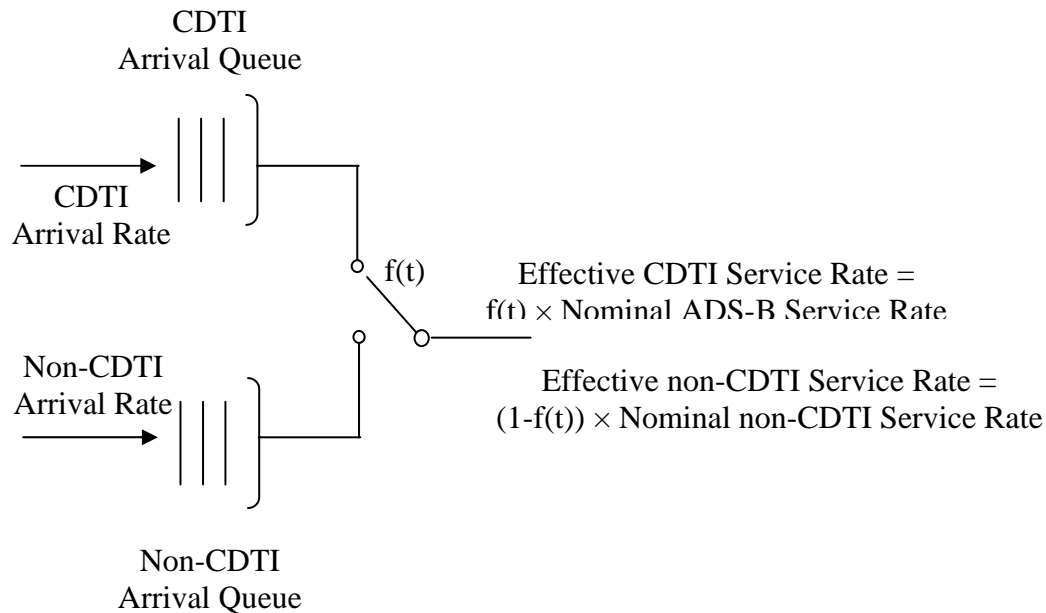 CDTI
Arrival Queue
CDTI
Arrival Rate
f(t)
Effective CDTI Service Rate =
f(t) × Nominal ADS-B Service Rate
Non-CDTI
Arrival Rate
Effective non-CDTI Service Rate =
(1-f(t)) × Nominal non-CDTI Service Rate
Non-CDTI
Arrival Queue